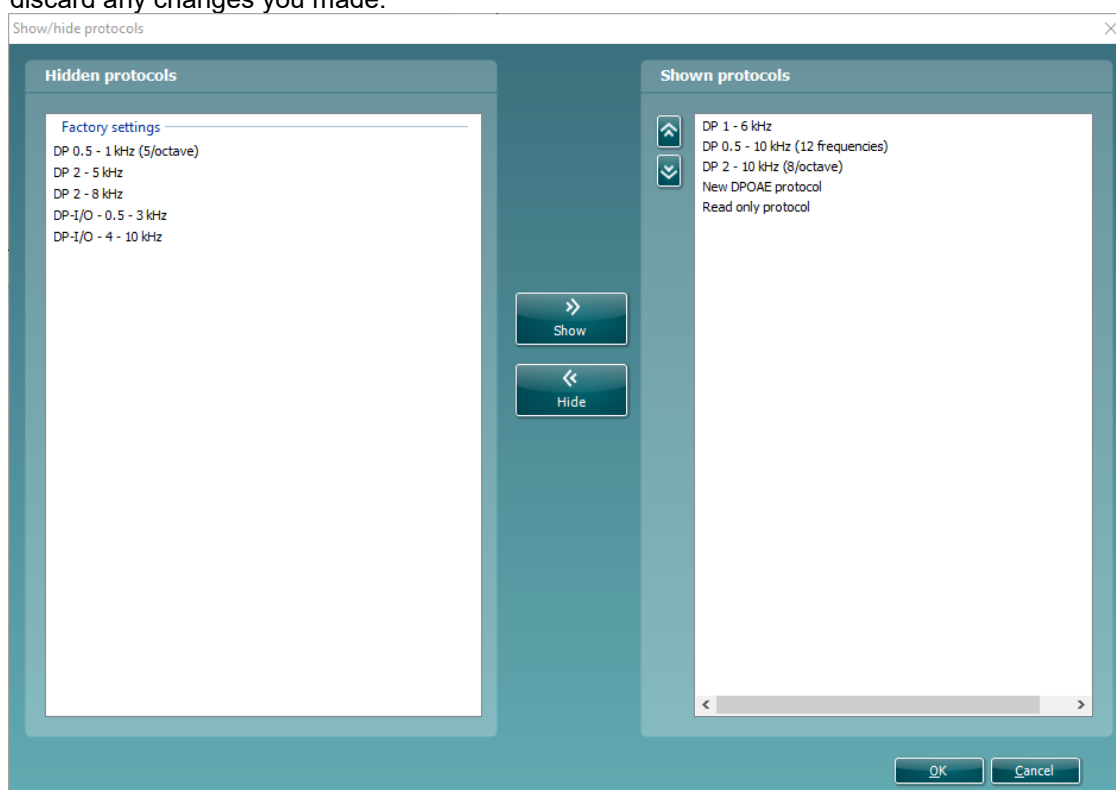 discard any changes you made.
Show/hide protocols
Hidden protocols
Factory settings
DP 0.5 - 1 kHz (5/octave)
DP 2 - 5 kHz
DP 2 - 8 kHz
DP-I/O - 0.5 - 3 kHz
DP-I/O - 4 - 10 kHz
Show
Hide
Shown protocols
DP 1 - 6 kHz
DP 0.5 - 10 kHz (12 frequencies)
DP 2 - 10 kHz (8/octave)
New DPOAE protocol
Read only protocol
OK
Cancel